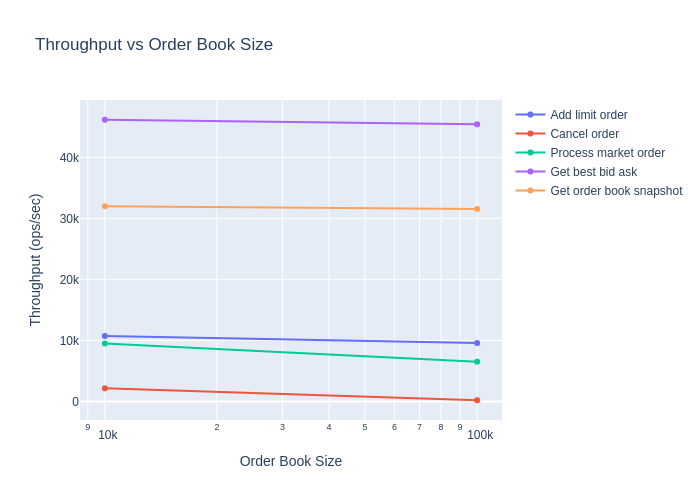 Throughput vs Order Book Size
Add limit order
Cancel order
Process market order
Get best bid ask
Get order book snapshot
Throughput (ops/sec)
40k
30k
20k
10k
0
9 2 3 4 5 6 7 8 9
10k 100k
Order Book Size